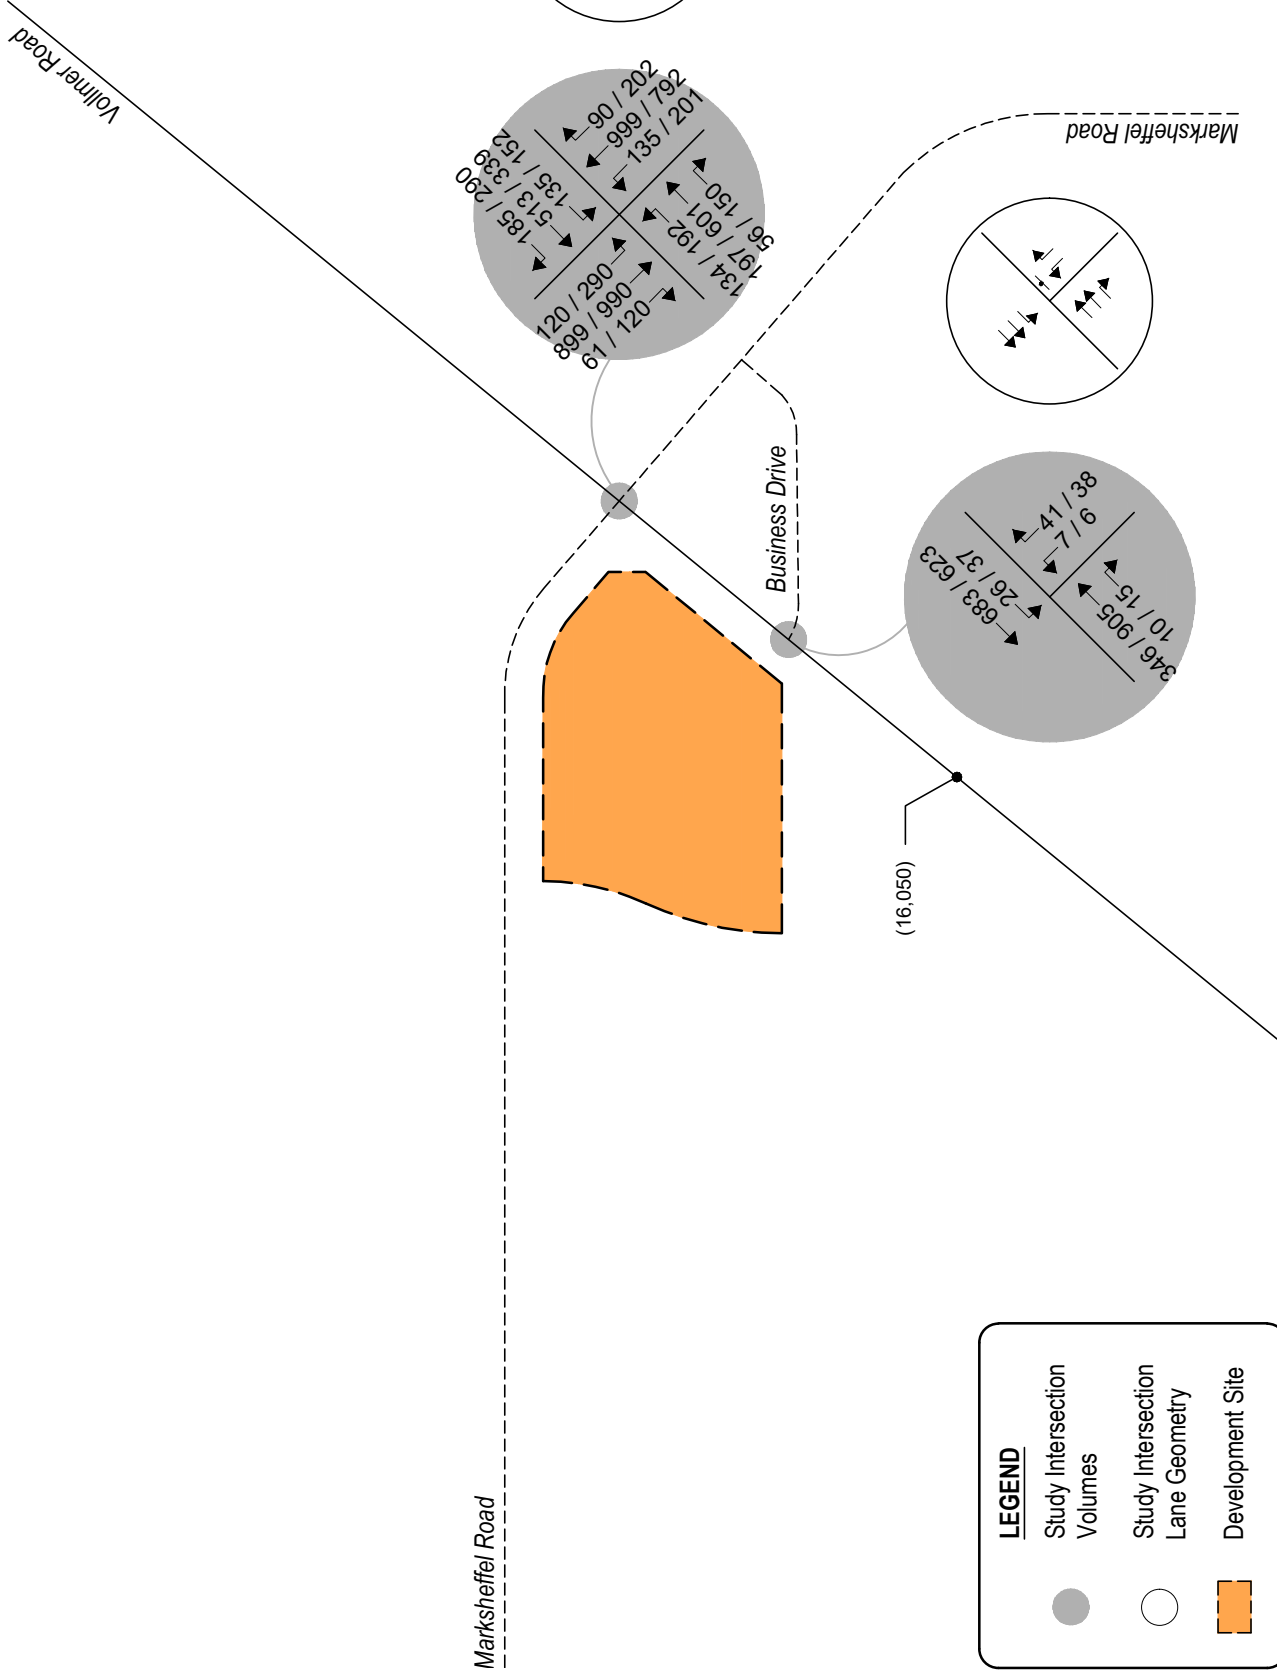 Vollmer Road
185 / 290
513 / 339
135 / 152
90 / 202
999 / 792
135 / 201
120 / 290
899 / 990
61 / 120
134 / 192
197 / 601
56 / 150
Marksheffel Road
Business Drive
683 / 623
26 / 37
41 / 38
7 / 6
346 / 905
10 / 15
(16,050)
Marksheffel Road
LEGEND
Study Intersection
Volumes
Study Intersection
Lane Geometry
Development Site